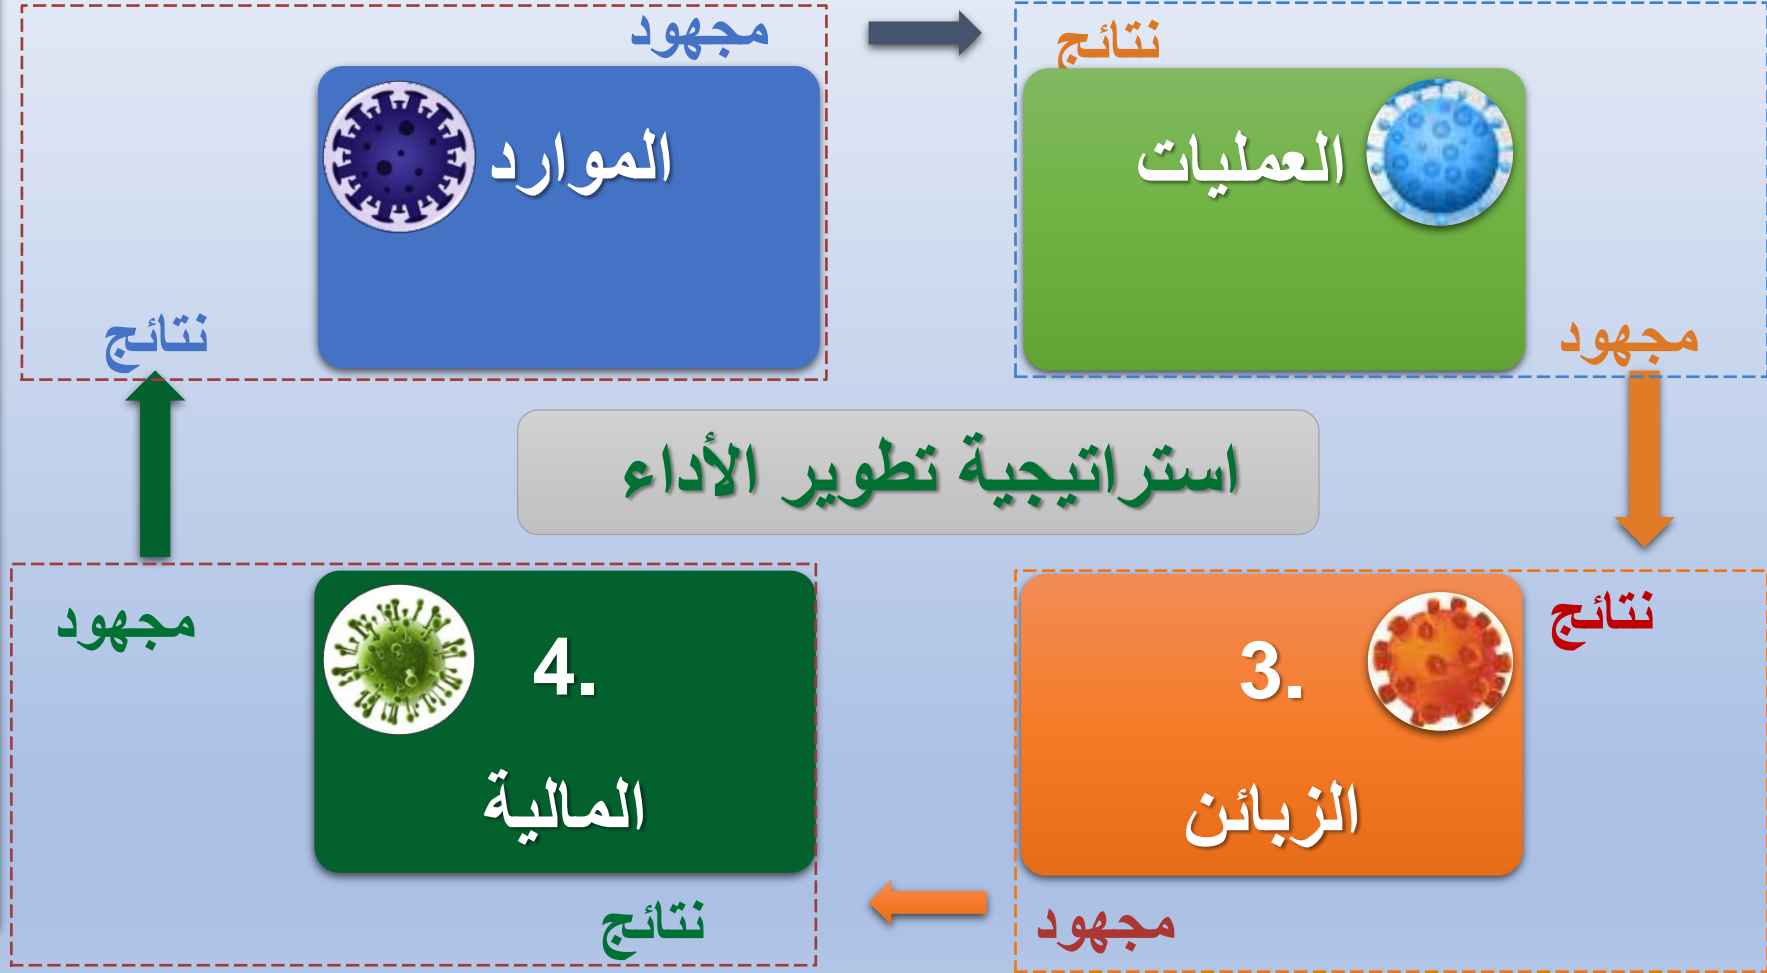 مجهود
نتائج
الموارد
العمليات
نتائج
مجهود
استراتيجية تطوير الأداء
مجهود
نتائج
4.
المالية
3.
الزبائن
نتائج
مجهود